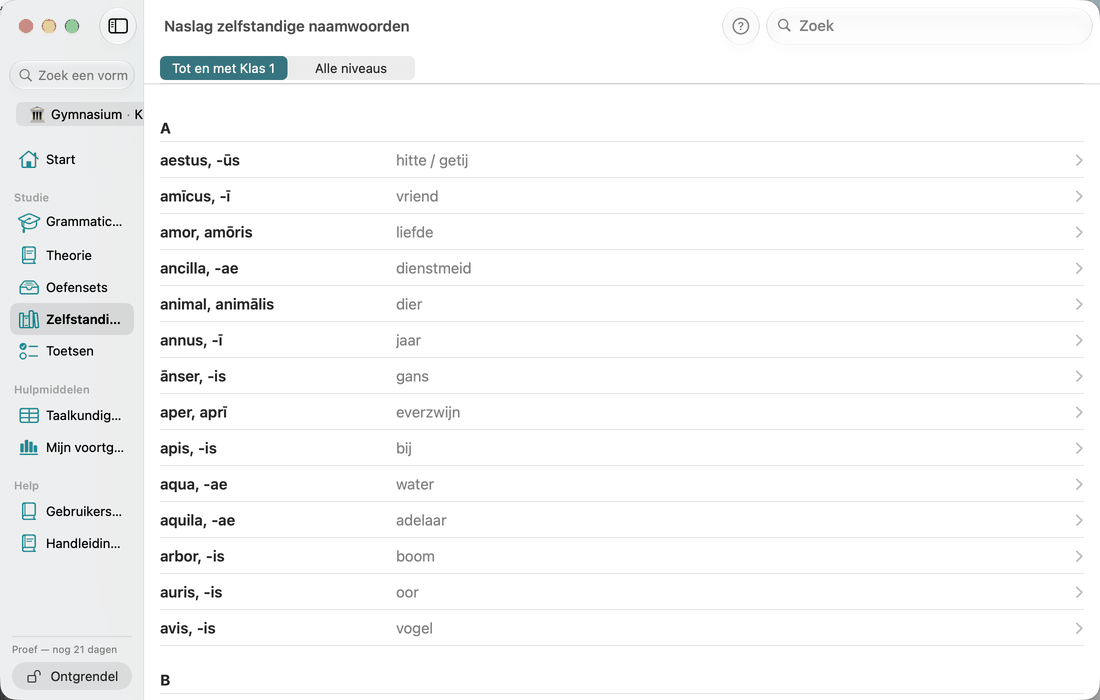 Naslag zelfstandige naamwoorden
Zoek
Zoek een vorm
Tot en met Klas 1
Alle niveaus
Gymnasium · K
Start
Studie
Grammatic...
Theorie
Oefensets
Zelfstandi...
Toetsen
Hulpmiddelen
Taalkundig...
Mijn voortg...
Help
Gebruikers...
Handleidin...
Proef — nog 21 dagen
Ontgrendel
A
aestus, -ūs hitte / getij
amīcus, -ī vriend
amor, amōris liefde
ancilla, -ae dienstmeid
animal, animālis dier
annus, -ī jaar
ānser, -is gans
aper, aprī everzwijn
apis, -is bij
aqua, -ae water
aquila, -ae adelaar
arbor, -is boom
auris, -is oor
avis, -is vogel
B